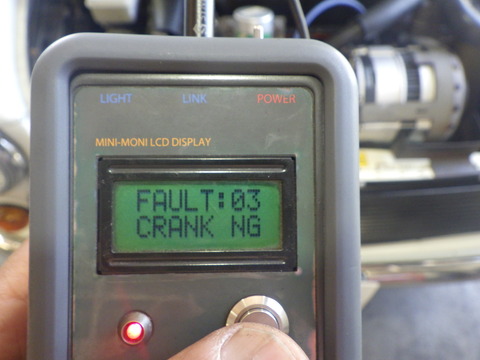 LIGHT LINK POWER
MINI-MONI LCD DISPLAY
FAULT:03
CRANK NG